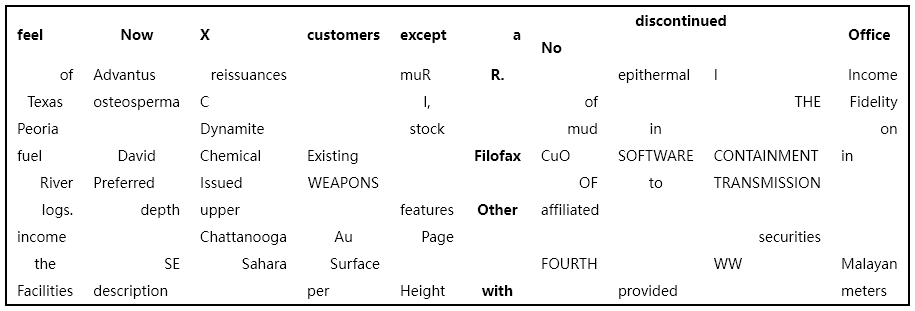 discontinued
feel Now X customers except a No Office
of Advantus reissuances muR R. epithermal I Income
Texas osteosperma C I, of THE Fidelity
Peoria Dynamite stock mud in on
fuel David Chemical Existing Filofax CuO SOFTWARE CONTAINMENT in
River Preferred Issued WEAPONS OF to TRANSMISSION
logs. depth upper features Other affiliated
income Chattanooga Au Page securities
the SE Sahara Surface FOURTH WW Malayan
Facilities description per Height with provided meters